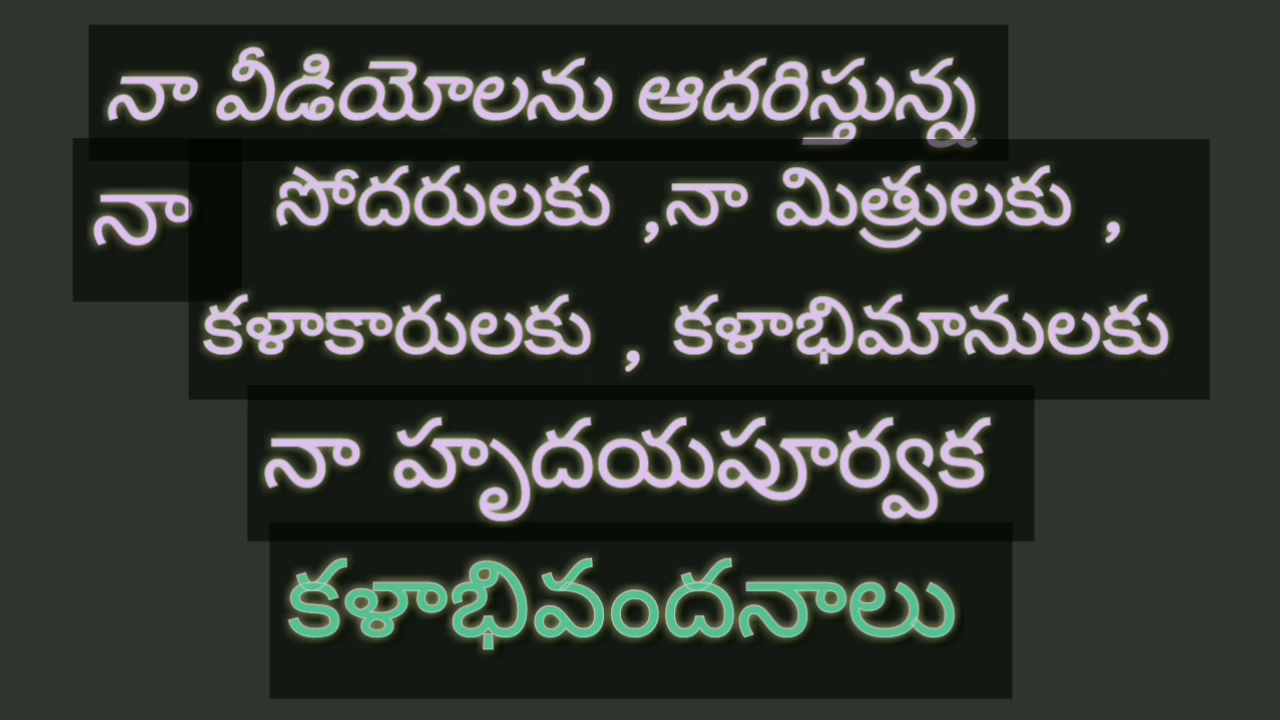 నా వీడియోలను ఆదరిస్తున్న
నా సోదరులకు ,నా మిత్రులకు ,
కళాకారులకు , కళాభిమానులకు
నా హృదయపూర్వక
కళాభివందనాలు